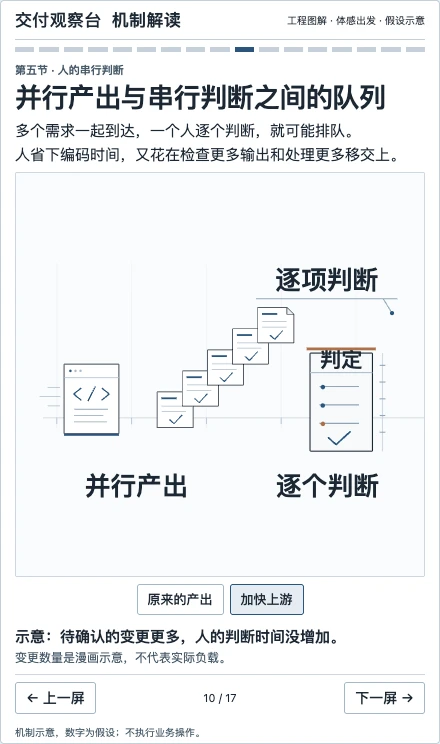 交付观察台 机制解读
工程图解 · 体感出发 · 假设示意
第五节 · 人的串行判断
并行产出与串行判断之间的队列
多个需求一起到达，一个人逐个判断，就可能排队。
人省下编码时间，又花在检查更多输出和处理更多移交上。
逐项判断
判定
</>
并行产出
逐个判断
原来的产出
加快上游
示意：待确认的变更更多，人的判断时间没增加。
变更数量是漫画示意，不代表实际负载。
← 上一屏
10 / 17
下一屏 →
机制示意，数字为假设；不执行业务操作。